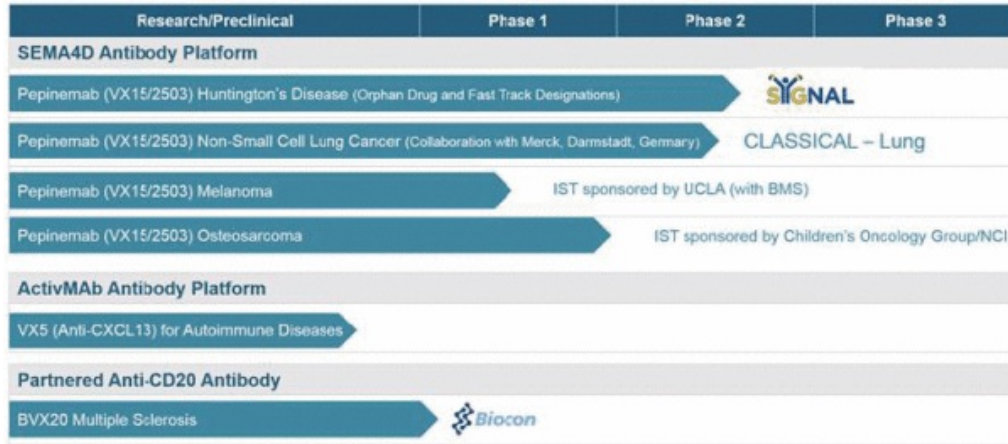 Research/Preclinical Phase 1 Phase 2 Phase 3
SEMA4D Antibody Platform
Pepinemab (VX15/2503) Huntington's Disease (Orphan Drug and Fast Track Designations) SIGNAL
Pepinemab (VX15/2503) Non-Small Cell Lung Cancer (Collaboration with Merck, Darmstadt, Germany) CLASSICAL – Lung
Pepinemab (VX15/2503) Melanoma IST sponsored by UCLA (with BMS)
Pepinemab (VX15/2503) Osteosarcoma IST sponsored by Children's Oncology Group/NCI
ActivMAb Antibody Platform
VX5 (Anti-CXCL13) for Autoimmune Diseases
Partnered Anti-CD20 Antibody
BVX20 Multiple Sclerosis Biocon